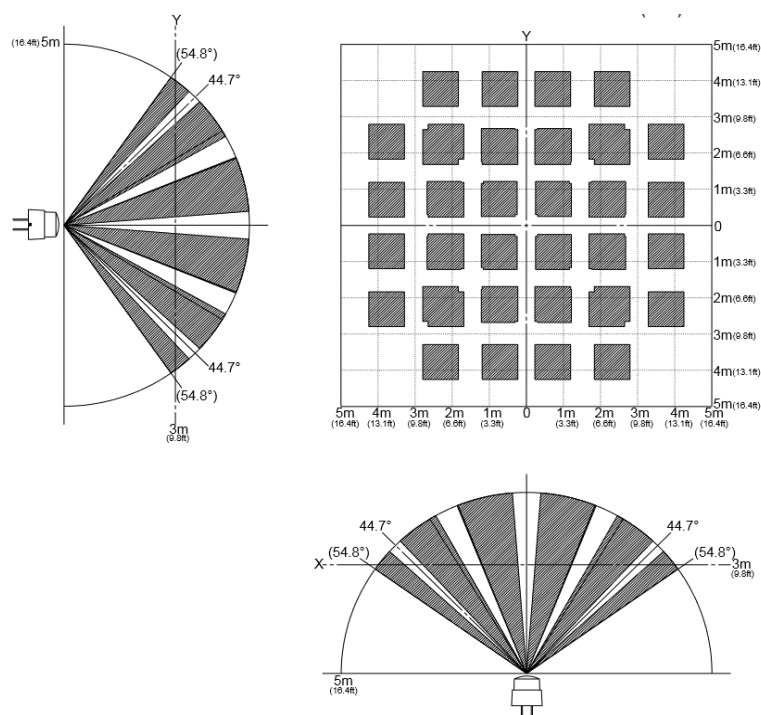 Y
(16.4ft) 5m
(54.8°)
44.7°
44.7°
(54.8°)
3m
(9.8ft)
Y
5m(16.4ft)
4m(13.1ft)
3m(9.8ft)
2m(6.6ft)
1m(3.3ft)
0
1m(3.3ft)
2m(6.6ft)
3m(9.8ft)
4m(13.1ft)
5m(16.4ft)
5m 4m 3m 2m 1m 0 1m 2m 3m 4m 5m
(16.4ft) (13.1ft) (9.8ft) (6.6ft) (3.3ft) (3.3ft) (6.6ft) (9.8ft) (13.1ft) (16.4ft)
44.7° 44.7°
(54.8°) (54.8°)
X 3m
(9.8ft)
5m
(16.4ft)